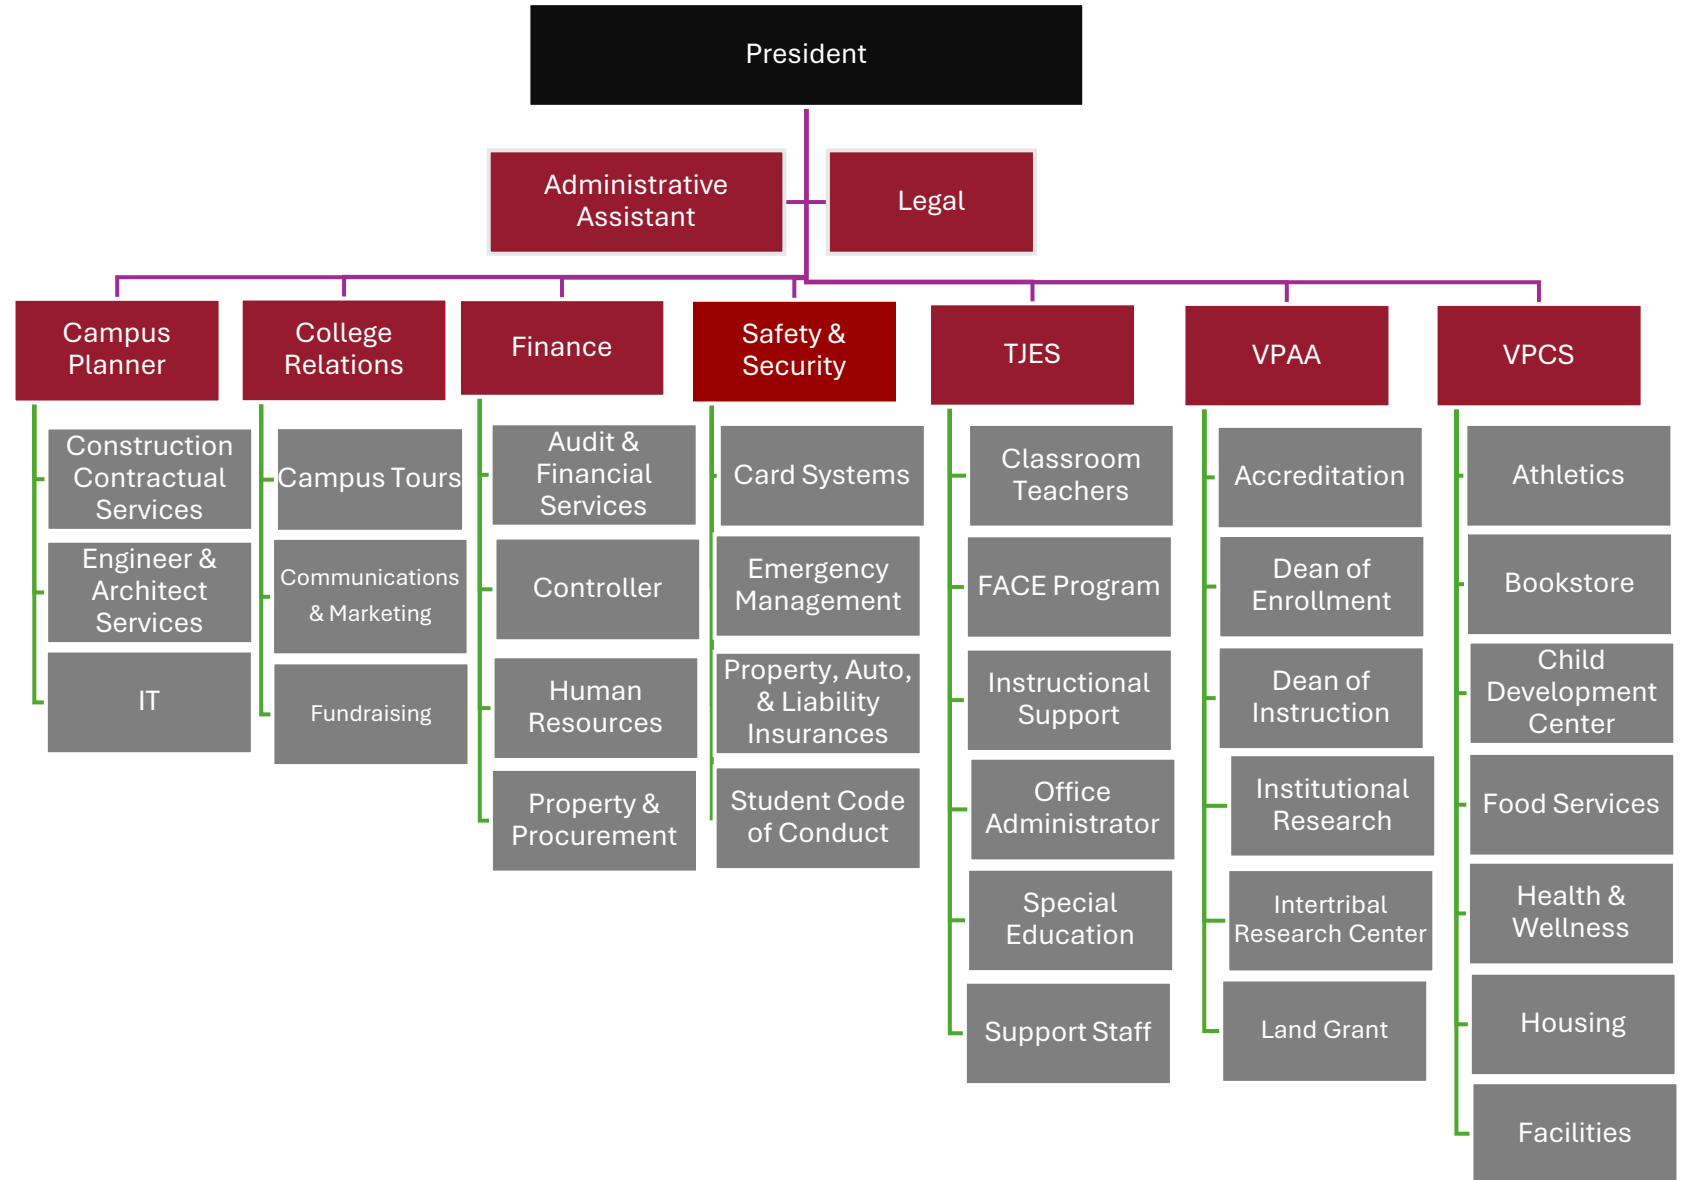 President
Administrative
Assistant
Legal
Campus
Planner
College
Relations
Finance
Safety &
Security
TJES
VPAA
VPCS
Construction
Contractual
Services
Engineer &
Architect
Services
IT
Campus Tours
Communications
& Marketing
Fundraising
Audit &
Financial
Services
Controller
Human
Resources
Property &
Procurement
Card Systems
Emergency
Management
Property, Auto,
& Liability
Insurances
Student Code
of Conduct
Classroom
Teachers
FACE Program
Instructional
Support
Office
Administrator
Special
Education
Support Staff
Accreditation
Dean of
Enrollment
Dean of
Instruction
Institutional
Research
Intertribal
Research Center
Land Grant
Athletics
Bookstore
Child
Development
Center
Food Services
Health &
Wellness
Housing
Facilities